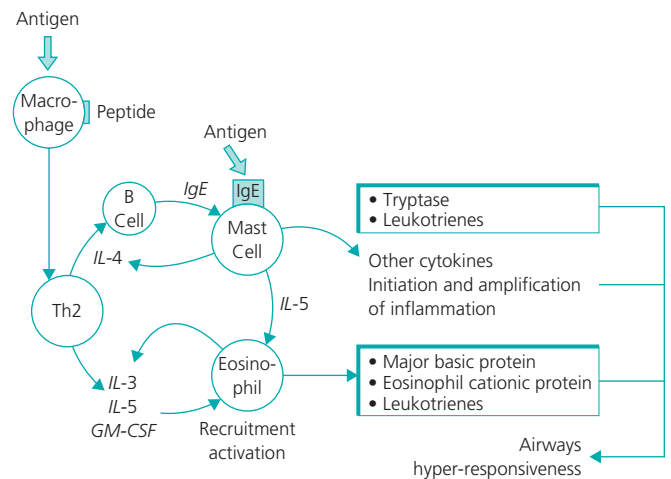 Antigen
Macro-
phage
Peptide
Antigen
IgE
B
Cell
IgE
Mast
Cell
IL-4
Th2
IL-5
IL-3
IL-5
GM-CSF
Eosino-
phil
Recruitment
activation
• Tryptase
• Leukotrienes
Other cytokines
Initiation and amplification
of inflammation
• Major basic protein
• Eosinophil cationic protein
• Leukotrienes
Airways
hyper-responsiveness